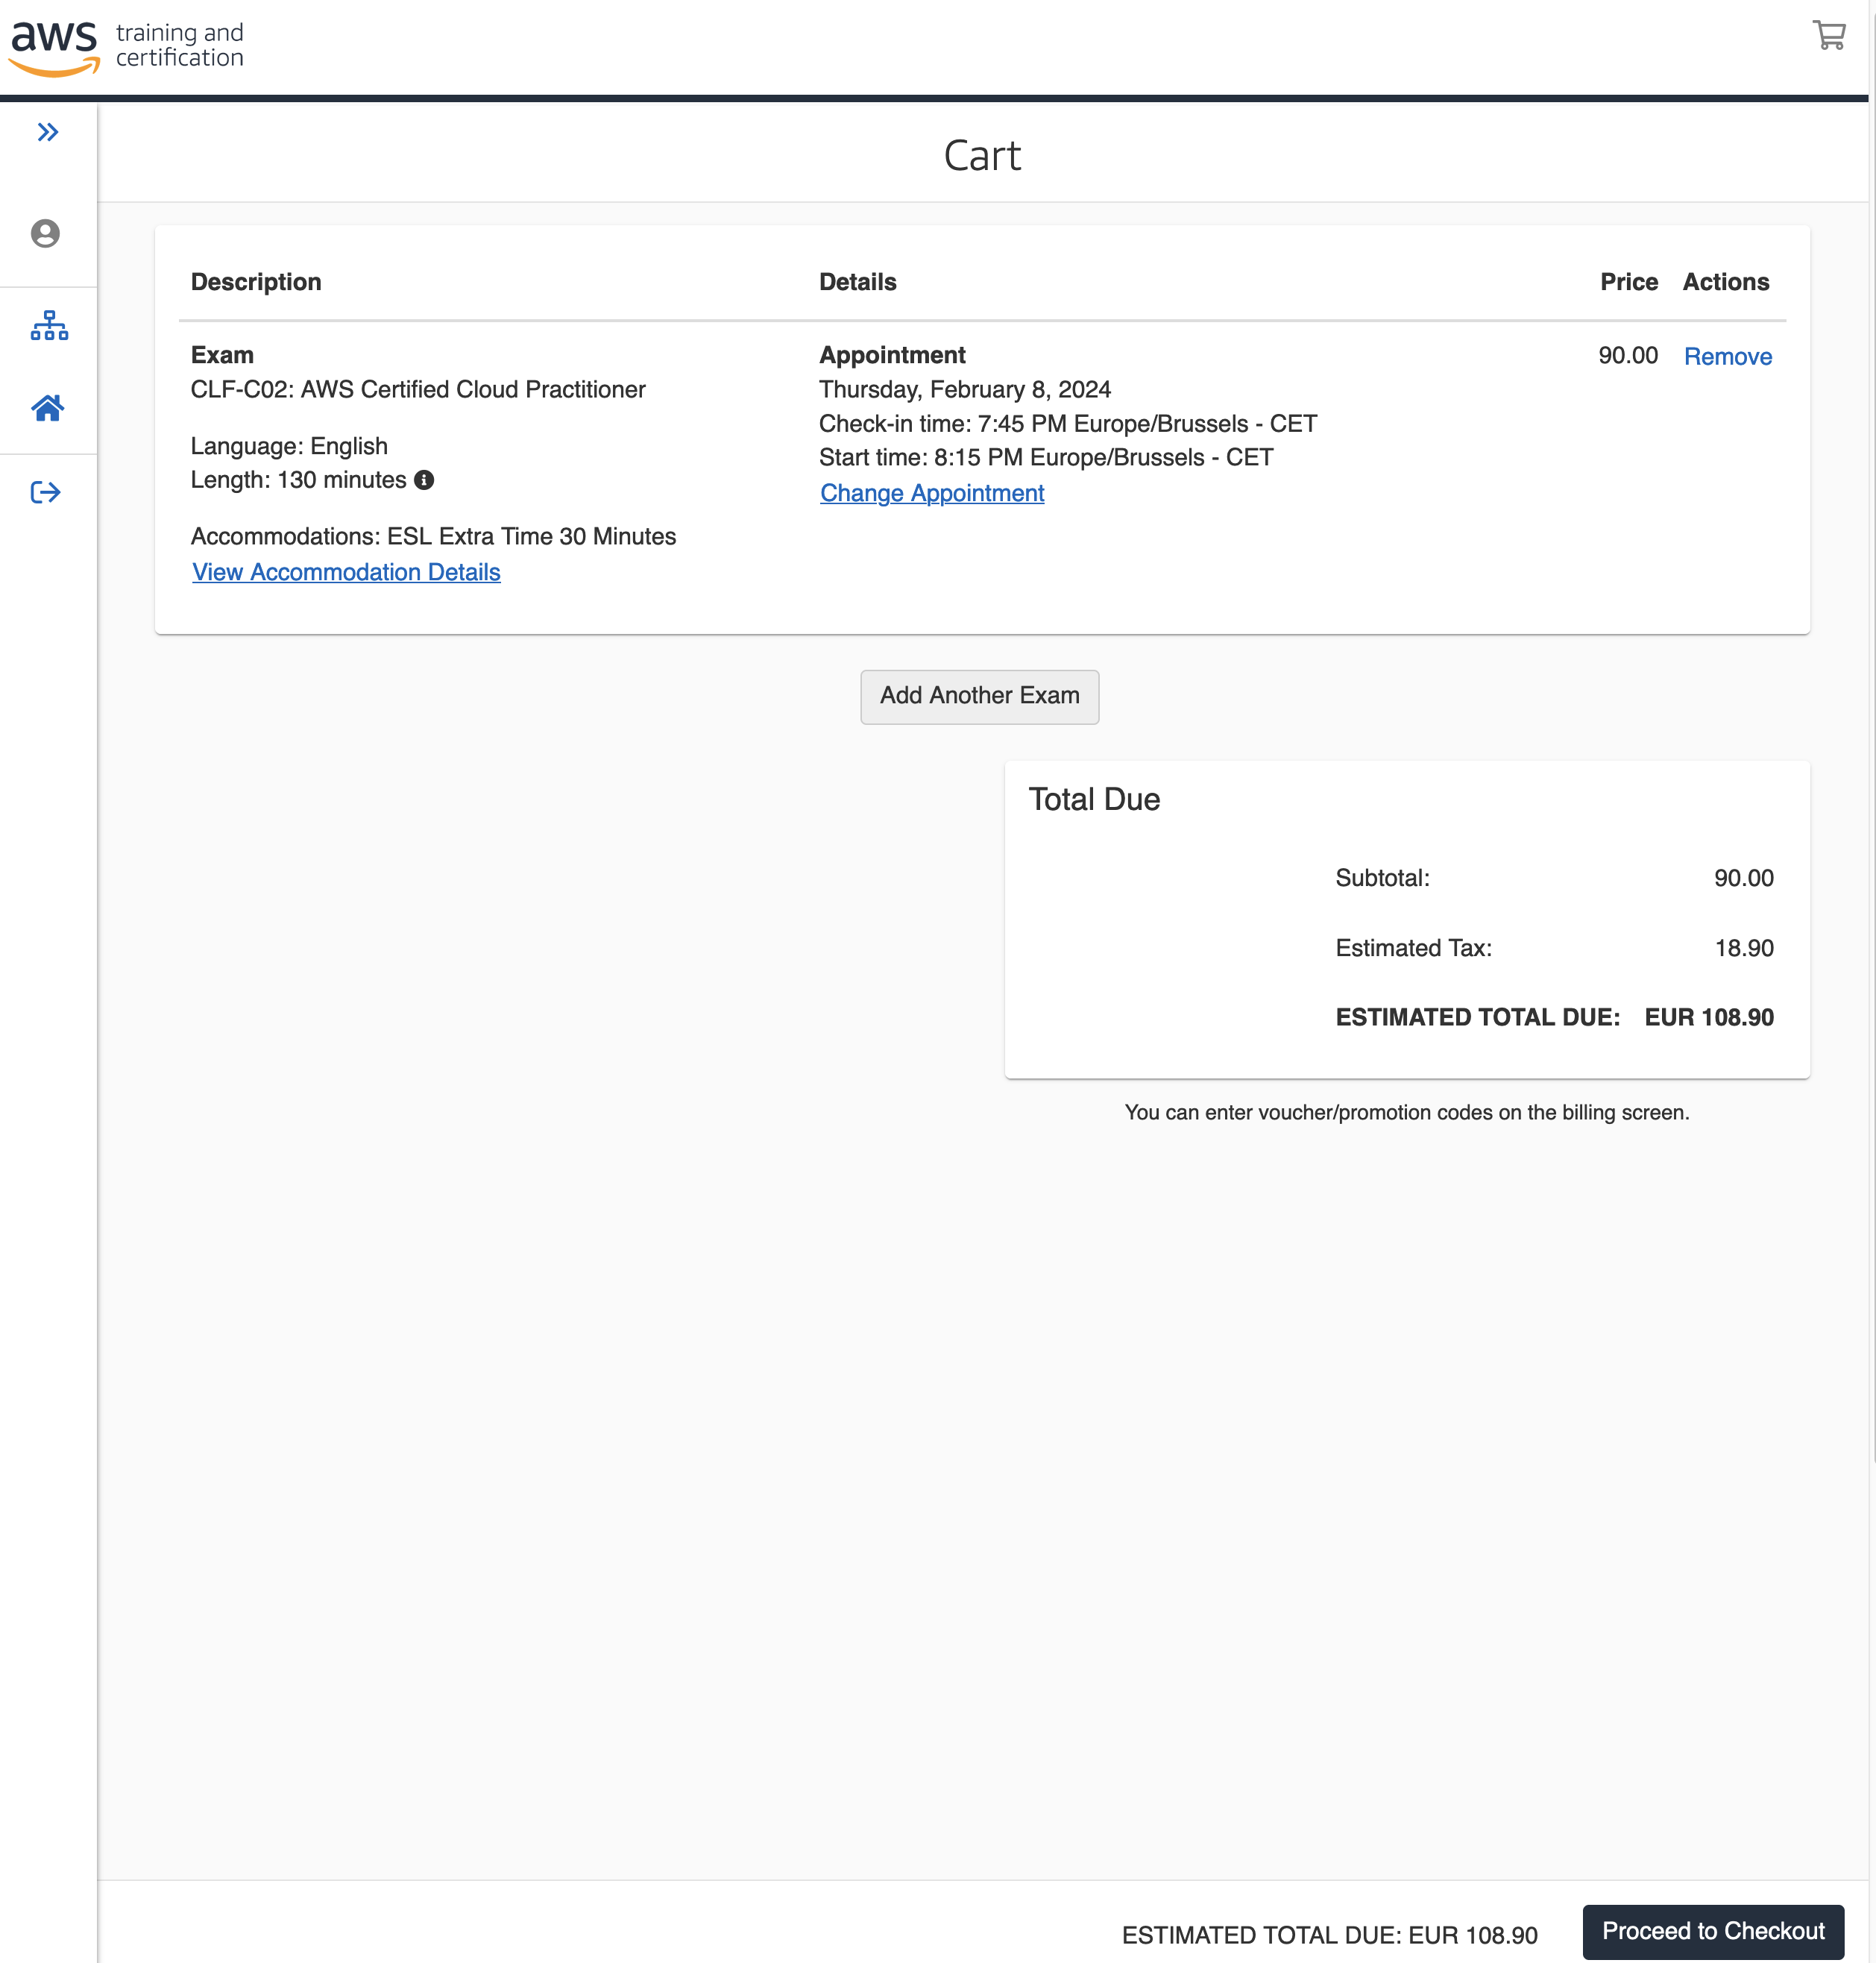 aws training and
certification
Cart
Description Details Price Actions
Exam Appointment 90.00 Remove
CLF-C02: AWS Certified Cloud Practitioner Thursday, February 8, 2024
Check-in time: 7:45 PM Europe/Brussels - CET
Language: English
Start time: 8:15 PM Europe/Brussels - CET
Length: 130 minutes
Change Appointment
Accommodations: ESL Extra Time 30 Minutes
View Accommodation Details
Add Another Exam
Total Due
Subtotal: 90.00
Estimated Tax: 18.90
ESTIMATED TOTAL DUE: EUR 108.90
You can enter voucher/promotion codes on the billing screen.
ESTIMATED TOTAL DUE: EUR 108.90 Proceed to Checkout